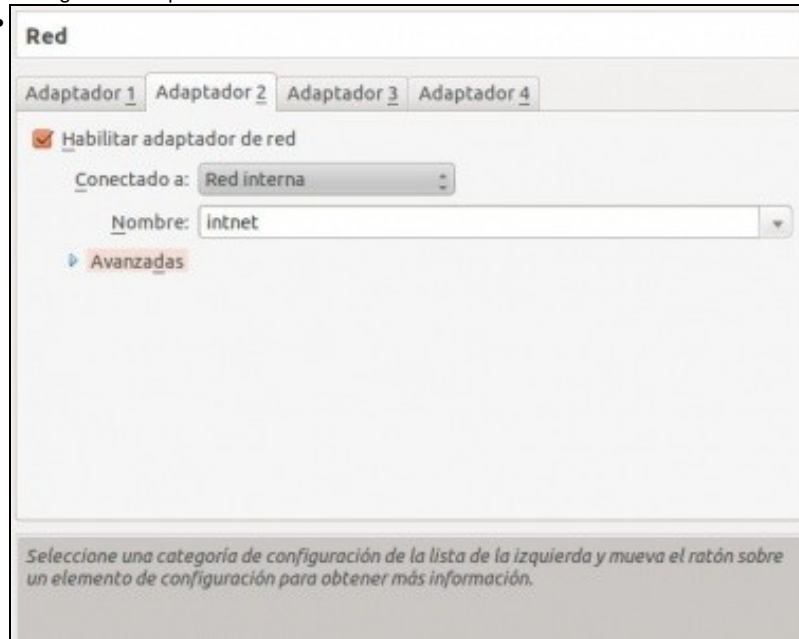 Red
Adaptador 1 Adaptador 2 Adaptador 3 Adaptador 4
Habilitar adaptador de red
Conectado a: Red interna
Nombre: intnet
Avanzadas
Seleccione una categoría de configuración de la lista de la izquierda y mueva el ratón sobre
un elemento de configuración para obtener más información.